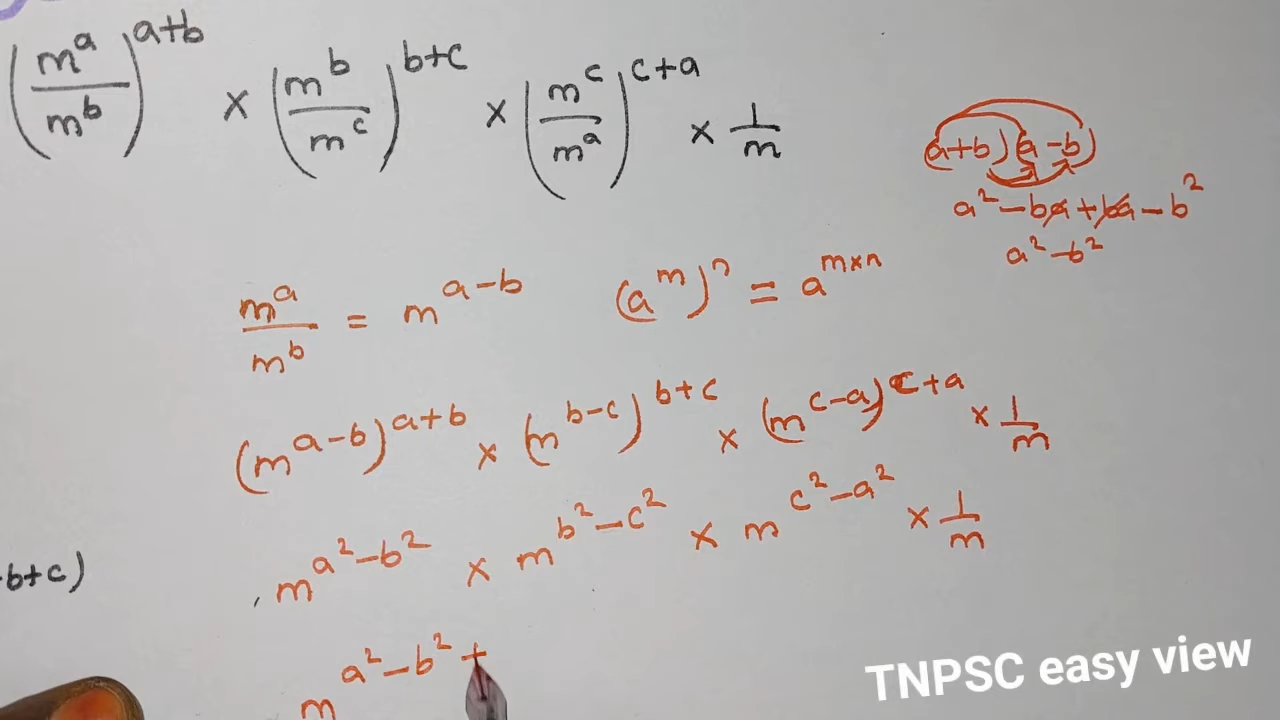 (m^a/m^b)^(a+b) × (m^b/m^c)^(b+c) × (m^c/m^a)^(c+a) × 1/m
(a+b)(a-b)
a² - ba + ba - b²
a² - b²
m^a/m^b = m^(a-b)
(a^m)^n = a^(m×n)
(m^(a-b))^(a+b) × (m^(b-c))^(b+c) × (m^(c-a))^(c+a) × 1/m
m^(a²-b²) × m^(b²-c²) × m^(c²-a²) × 1/m
b+c)
m^(a²-b²+
TNPSC easy view